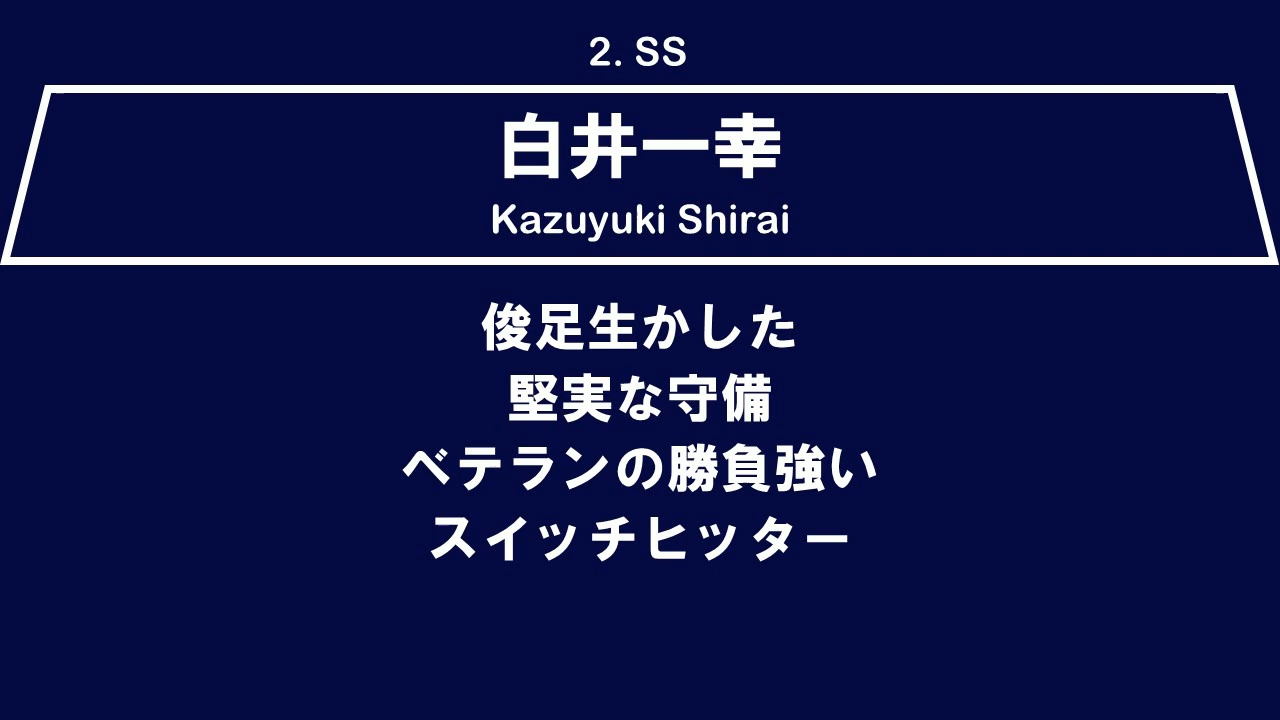 2. SS
白井一幸
Kazuyuki Shirai
俊足生かした
堅実な守備
ベテランの勝負強い
スイッチヒッター